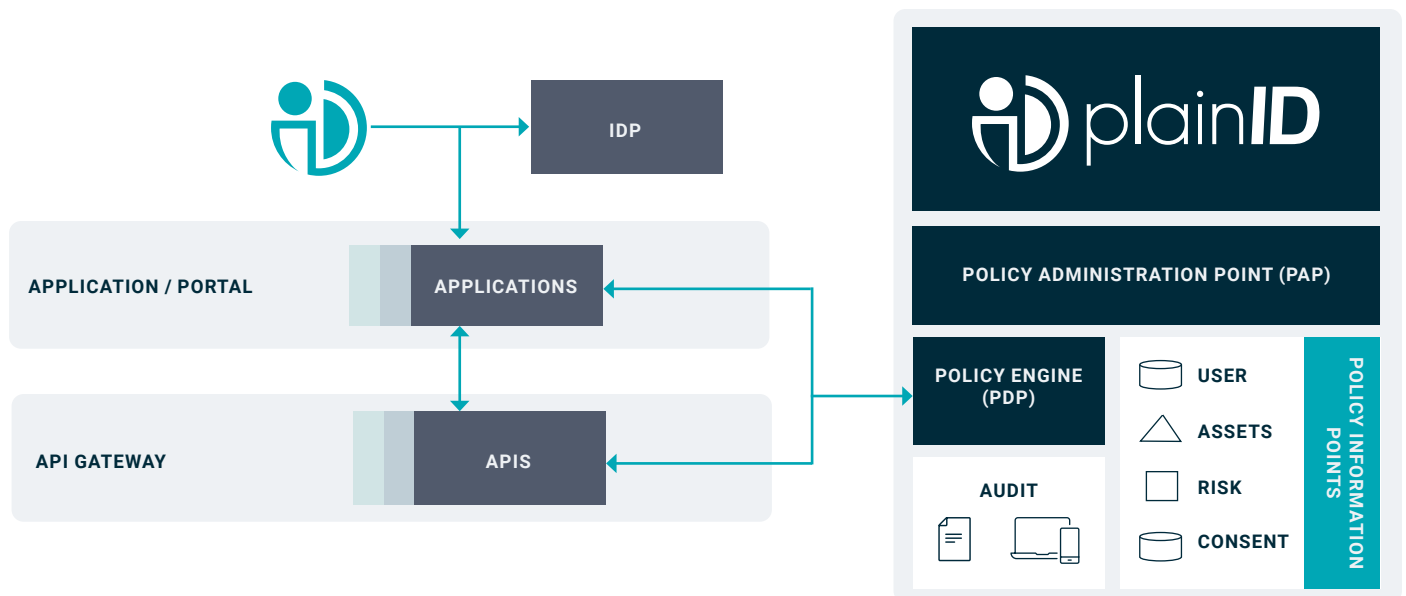 IDP
APPLICATION / PORTAL
APPLICATIONS
API GATEWAY
APIS
plainID
POLICY ADMINISTRATION POINT (PAP)
POLICY ENGINE
(PDP)
AUDIT
USER
ASSETS
RISK
CONSENT
POLICY INFORMATION
POINTS